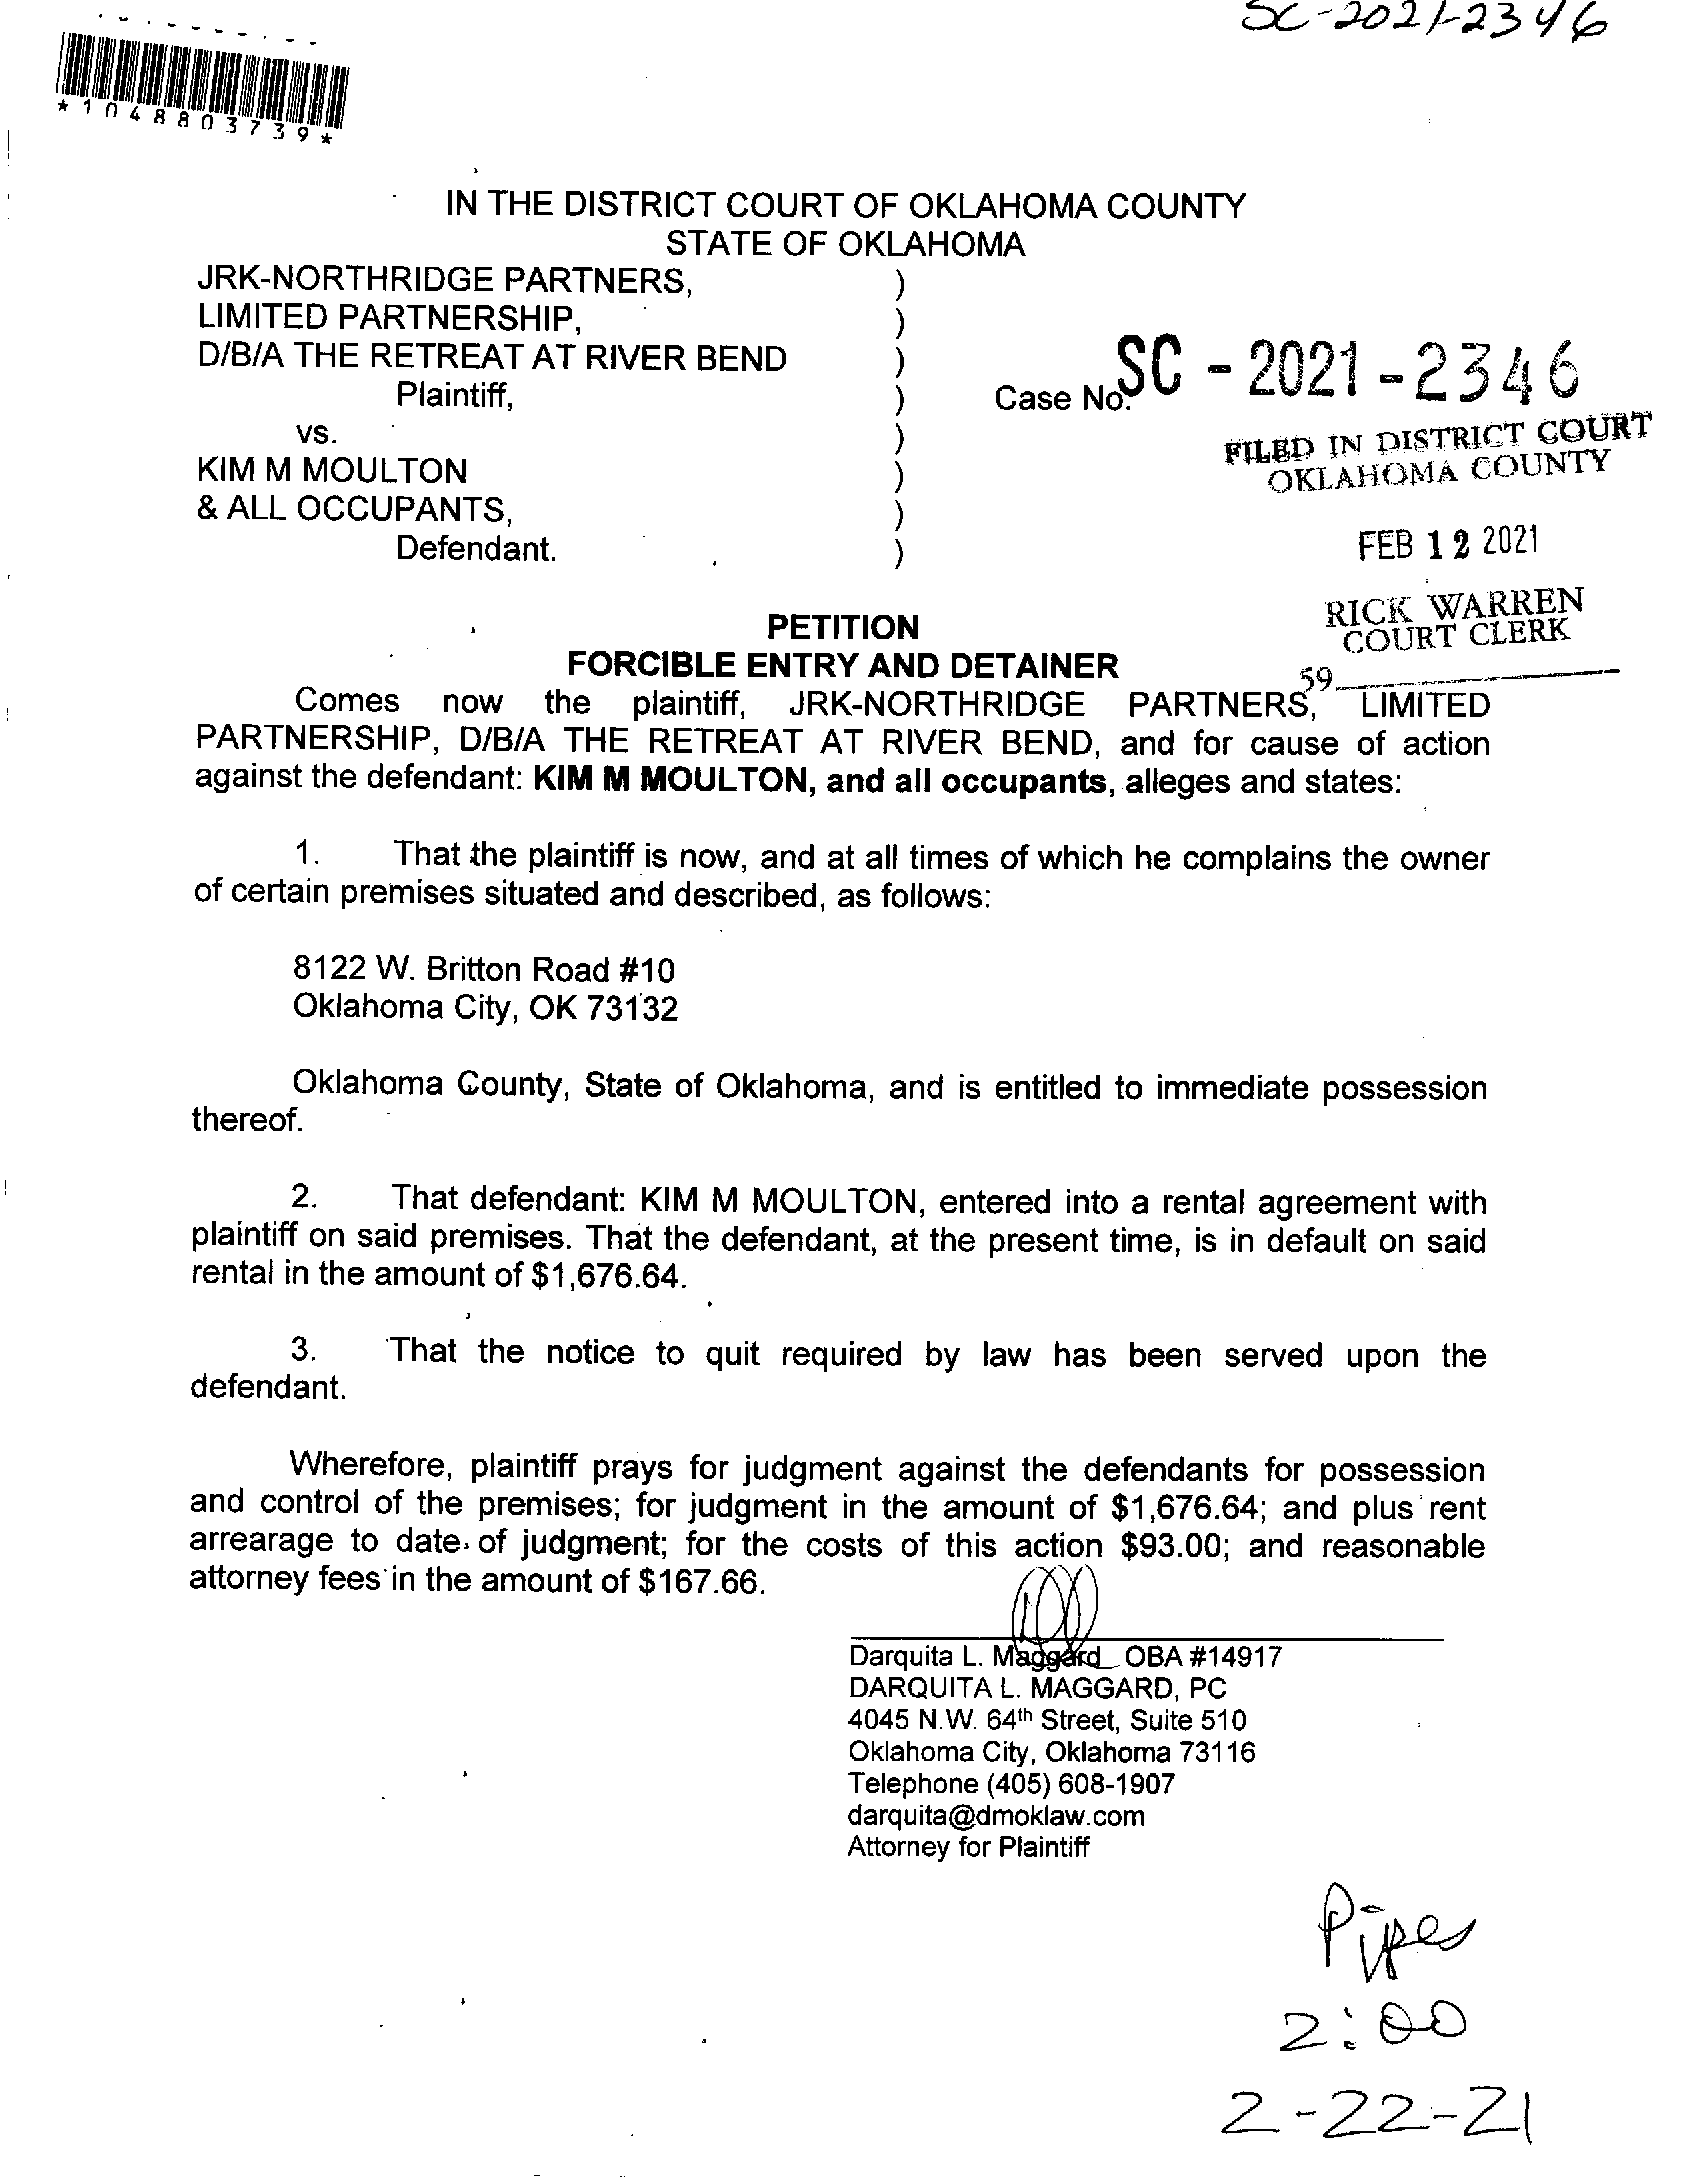 SC-2021-2346
*1048803739*
IN THE DISTRICT COURT OF OKLAHOMA COUNTY
STATE OF OKLAHOMA
JRK-NORTHRIDGE PARTNERS, )
LIMITED PARTNERSHIP, )
D/B/A THE RETREAT AT RIVER BEND )
Plaintiff, ) Case No. SC - 2021 - 2346
vs. )
KIM M MOULTON )
& ALL OCCUPANTS, )
Defendant. )
FILED IN DISTRICT COURT
OKLAHOMA COUNTY
FEB 12 2021
RICK WARREN
COURT CLERK
59
PETITION
FORCIBLE ENTRY AND DETAINER
Comes now the plaintiff, JRK-NORTHRIDGE PARTNERS, LIMITED
PARTNERSHIP, D/B/A THE RETREAT AT RIVER BEND, and for cause of action
against the defendant: KIM M MOULTON, and all occupants, alleges and states:
1. That the plaintiff is now, and at all times of which he complains the owner
of certain premises situated and described, as follows:
8122 W. Britton Road #10
Oklahoma City, OK 73132
Oklahoma County, State of Oklahoma, and is entitled to immediate possession
thereof.
2. That defendant: KIM M MOULTON, entered into a rental agreement with
plaintiff on said premises. That the defendant, at the present time, is in default on said
rental in the amount of $1,676.64.
3. That the notice to quit required by law has been served upon the
defendant.
Wherefore, plaintiff prays for judgment against the defendants for possession
and control of the premises; for judgment in the amount of $1,676.64; and plus rent
arrearage to date of judgment; for the costs of this action $93.00; and reasonable
attorney fees in the amount of $167.66.
Darquita L. Maggard OBA #14917
DARQUITA L. MAGGARD, PC
4045 N.W. 64th Street, Suite 510
Oklahoma City, Oklahoma 73116
Telephone (405) 608-1907
darquita@dmoklaw.com
Attorney for Plaintiff
Pipes
2:00
2-22-21